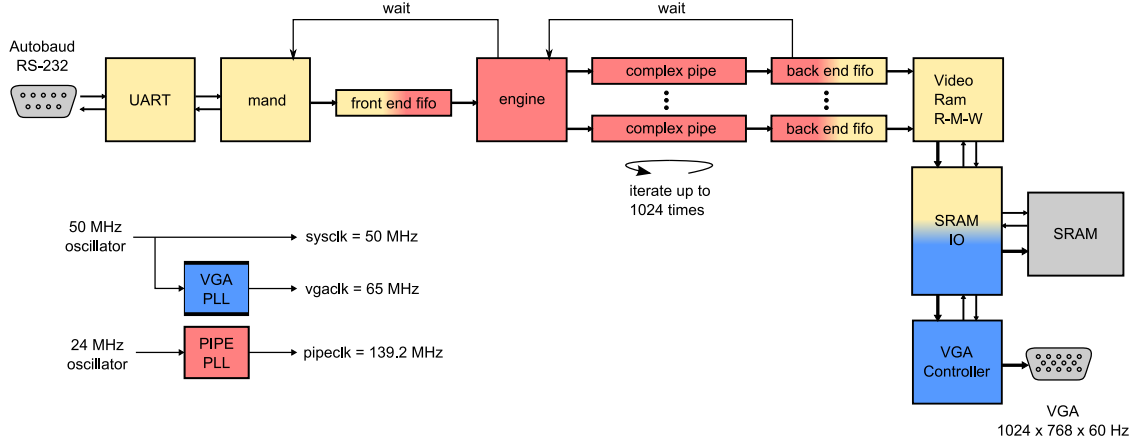 wait
wait
Autobaud
RS-232
UART
mand
front end fifo
engine
complex pipe
back end fifo
complex pipe
back end fifo
Video
Ram
R-M-W
iterate up to
1024 times
SRAM
IO
SRAM
50 MHz
oscillator
sysclk = 50 MHz
VGA
PLL
vgaclk = 65 MHz
24 MHz
oscillator
PIPE
PLL
pipeclk = 139.2 MHz
VGA
Controller
VGA
1024 x 768 x 60 Hz